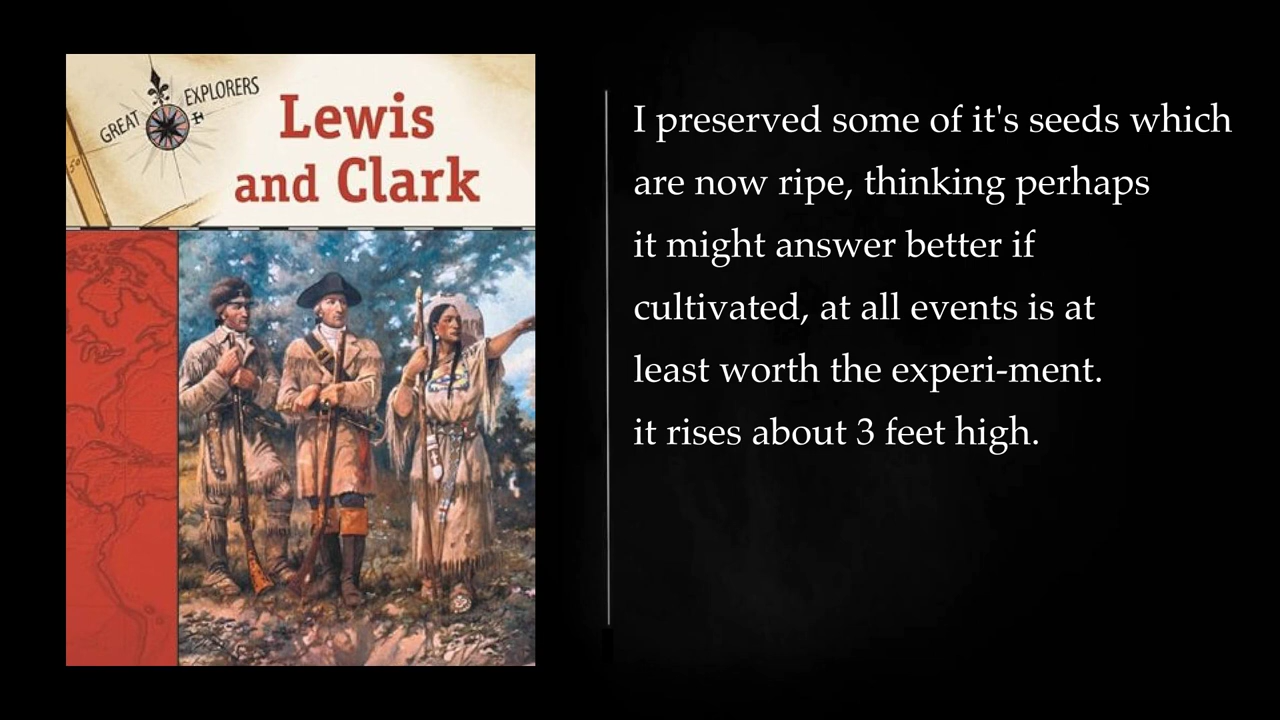 GREAT EXPLORERS
Lewis
and Clark
50
I preserved some of it's seeds which
are now ripe, thinking perhaps
it might answer better if
cultivated, at all events is at
least worth the experi-ment.
it rises about 3 feet high.